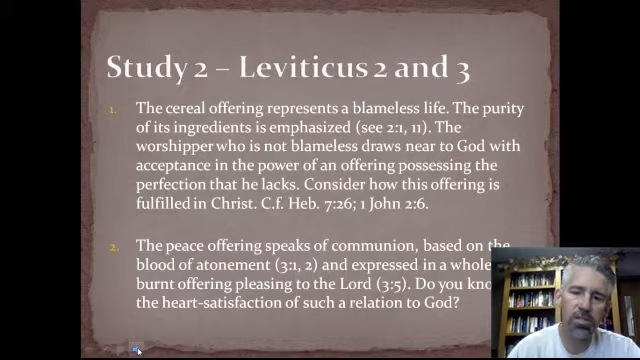 Study 2 – Leviticus 2 and 3
1. The cereal offering represents a blameless life. The purity
of its ingredients is emphasized (see 2:1, 11). The
worshipper who is not blameless draws near to God with
acceptance in the power of an offering possessing the
perfection that he lacks. Consider how this offering is
fulfilled in Christ. C.f. Heb. 7:26; 1 John 2:6.
2. The peace offering speaks of communion, based on the
blood of atonement (3:1, 2) and expressed in a whole
burnt offering pleasing to the Lord (3:5). Do you
the heart-satisfaction of such a relation to God?